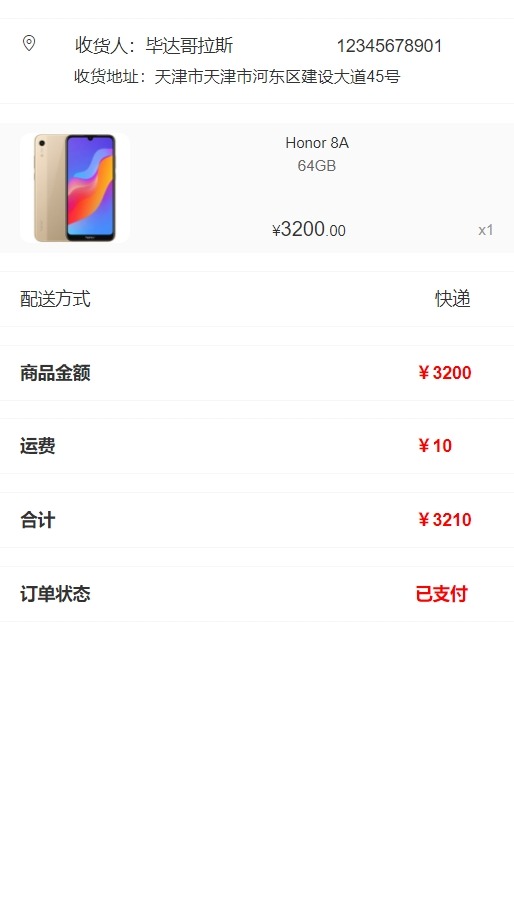 收货人：毕达哥拉斯 12345678901
收货地址：天津市天津市河东区建设大道45号
Honor 8A
64GB
¥3200.00 x1
配送方式 快递
商品金额 ￥3200
运费 ￥10
合计 ￥3210
订单状态 已支付